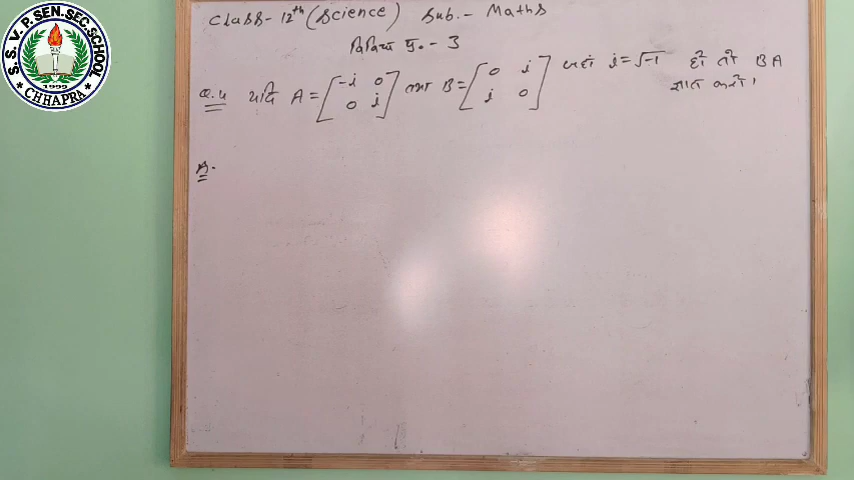 S.S.V.P.SEN.SEC.SCHOOL
1999
CHHAPRA
Class- 12th (Science) Sub.- Maths
विविध प्र०- 3
Q.4 यदि A = [-i 0 तथा B = [0 i जहाँ i = √-1 हो तो BA
0 i] i 0] ज्ञात करो।
A.